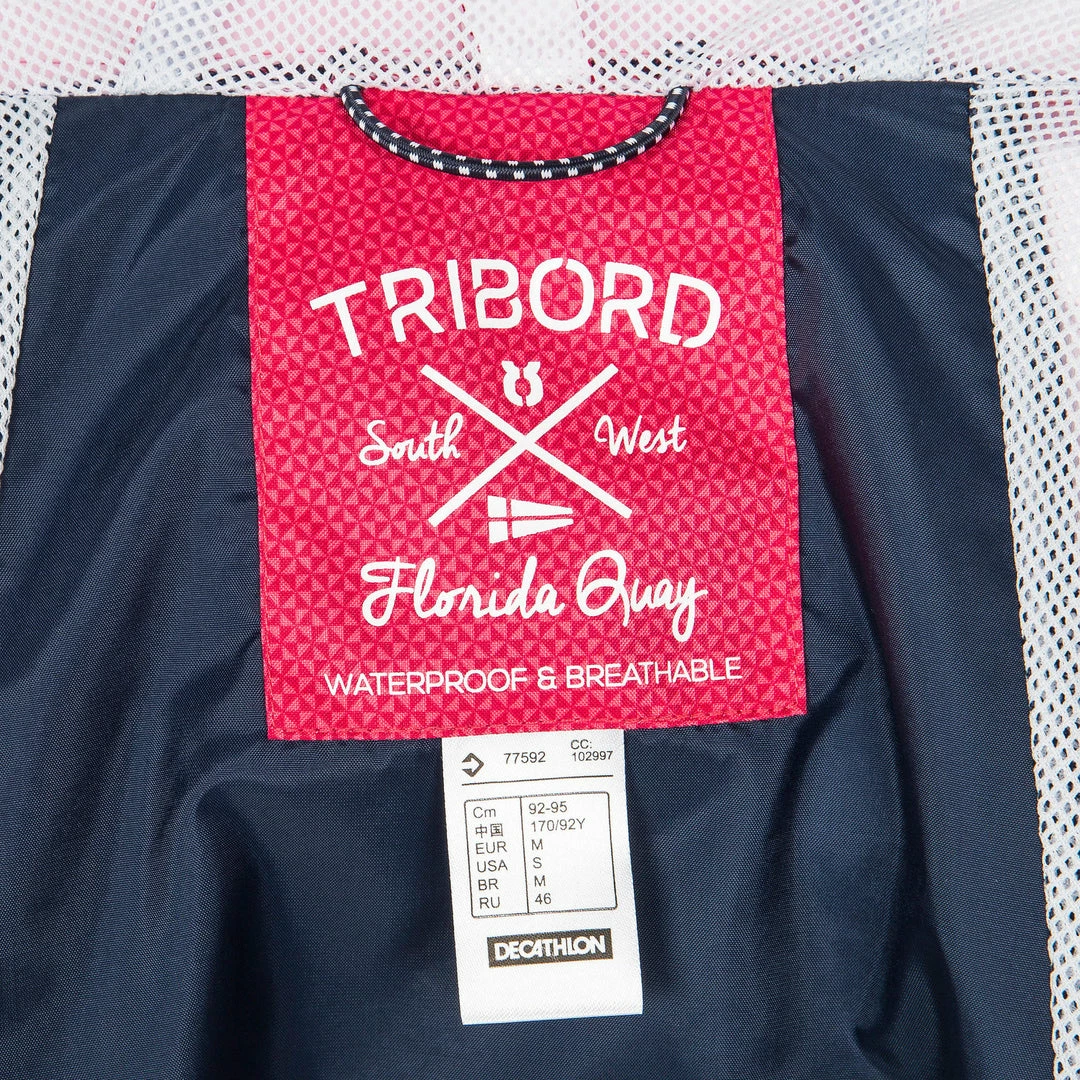 TRIBORD
South West
Florida Quay
WATERPROOF & BREATHABLE
77592 CC: 102997
Cm 92-95
中国 170/92Y
EUR M
USA S
BR M
RU 46
DECATHLON